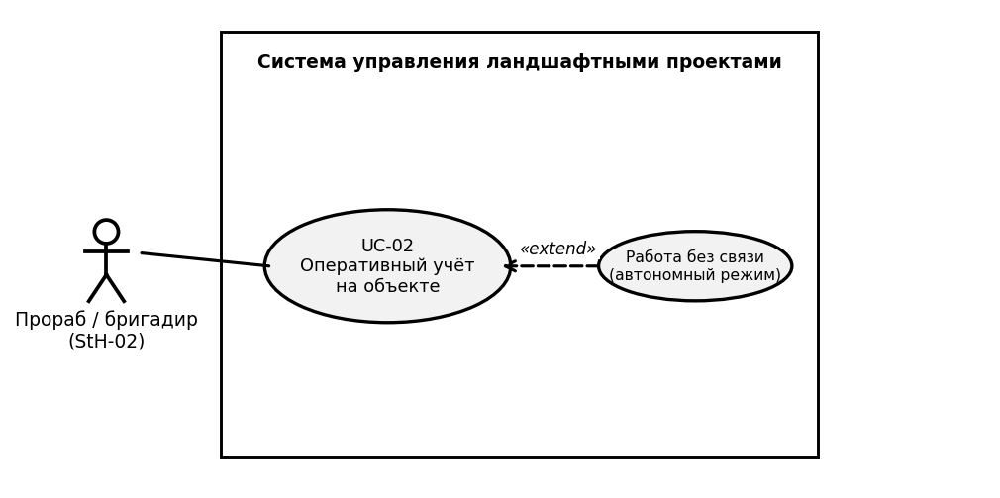 Система управления ландшафтными проектами
UC-02
Оперативный учёт
на объекте
«extend»
Работа без связи
(автономный режим)
Прораб / бригадир
(StH-02)